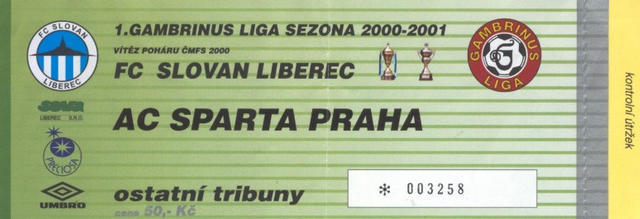 FC SLOVAN
LIBEREC
1.GAMBRINUS LIGA SEZONA 2000-2001
VÍTĚZ POHÁRU ČMFS 2000
FC SLOVAN LIBEREC
GAMBRINUS
LIGA
LIBEREC S.R.O.
AC SPARTA PRAHA
PRECIOSA
UMBRO
ostatní tribuny
cena 50,- Kč
* 003258
kontrolní útržek